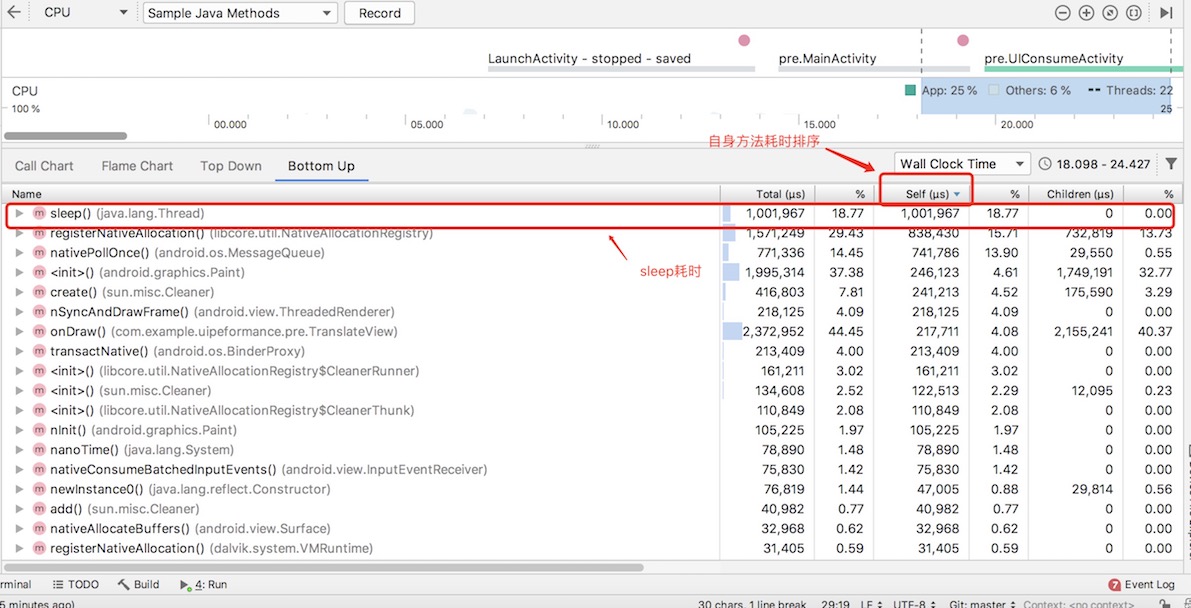 CPU Sample Java Methods Record
LaunchActivity - stopped - saved pre.MainActivity pre.UIConsumeActivity
CPU App: 25 % Others: 6 % Threads: 22
100 % 25
00.000 05.000 10.000 15.000 20.000
自身方法耗时排序
Call Chart Flame Chart Top Down Bottom Up Wall Clock Time 18.098 - 24.427
Name Total (μs) % Self (μs) % Children (μs) %
m sleep() (java.lang.Thread) 1,001,967 18.77 1,001,967 18.77 0 0.00
m registerNativeAllocation() (libcore.util.NativeAllocationRegistry) 1,571,249 29.43 838,430 15.71 732,819 13.73
m nativePollOnce() (android.os.MessageQueue) 771,336 14.45 741,786 13.90 29,550 0.55
sleep耗时
m <init>() (android.graphics.Paint) 1,995,314 37.38 246,123 4.61 1,749,191 32.77
m create() (sun.misc.Cleaner) 416,803 7.81 241,213 4.52 175,590 3.29
m nSyncAndDrawFrame() (android.view.ThreadedRenderer) 218,125 4.09 218,125 4.09 0 0.00
m onDraw() (com.example.uipeformance.pre.TranslateView) 2,372,952 44.45 217,711 4.08 2,155,241 40.37
m transactNative() (android.os.BinderProxy) 213,409 4.00 213,409 4.00 0 0.00
m <init>() (libcore.util.NativeAllocationRegistry$CleanerRunner) 161,211 3.02 161,211 3.02 0 0.00
m <init>() (sun.misc.Cleaner) 134,608 2.52 122,513 2.29 12,095 0.23
m <init>() (libcore.util.NativeAllocationRegistry$CleanerThunk) 110,849 2.08 110,849 2.08 0 0.00
m nInit() (android.graphics.Paint) 105,225 1.97 105,225 1.97 0 0.00
m nanoTime() (java.lang.System) 78,890 1.48 78,890 1.48 0 0.00
m nativeConsumeBatchedInputEvents() (android.view.InputEventReceiver) 75,830 1.42 75,830 1.42 0 0.00
m newInstance0() (java.lang.reflect.Constructor) 76,819 1.44 47,005 0.88 29,814 0.56
m add() (sun.misc.Cleaner) 40,982 0.77 40,982 0.77 0 0.00
m nativeAllocateBuffers() (android.view.Surface) 32,968 0.62 32,968 0.62 0 0.00
m registerNativeAllocation() (dalvik.system.VMRuntime) 31,405 0.59 31,405 0.59 0 0.00
rminal TODO Build 4: Run 7 Event Log
5 minutes ago) 30 chars, 1 line break 29:19 LF UTF-8 Git: master Context: <no context>